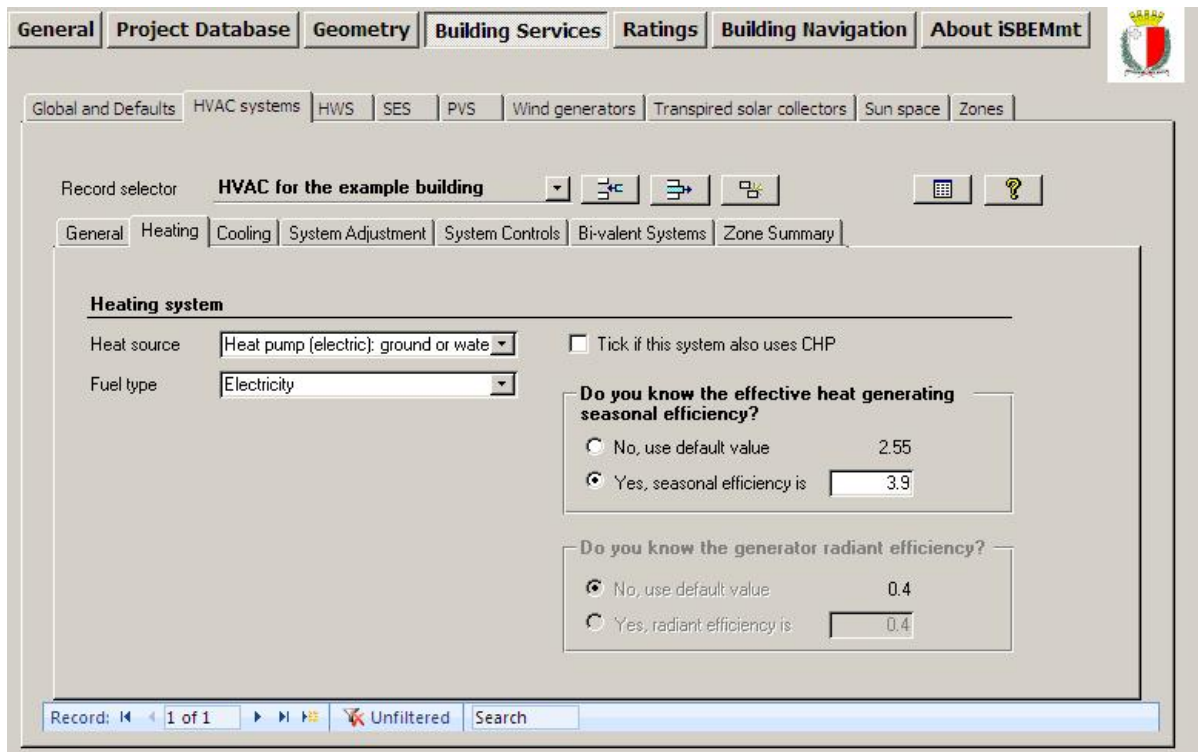 General Project Database Geometry Building Services Ratings Building Navigation About iSBEMmt
Global and Defaults HVAC systems HWS SES PVS Wind generators Transpired solar collectors Sun space Zones
Record selector HVAC for the example building
General Heating Cooling System Adjustment System Controls Bi-valent Systems Zone Summary
Heating system
Heat source Heat pump (electric): ground or wate
Tick if this system also uses CHP
Fuel type Electricity
Do you know the effective heat generating
seasonal efficiency?
No, use default value 2.55
Yes, seasonal efficiency is 3.9
Do you know the generator radiant efficiency?
No, use default value 0.4
Yes, radiant efficiency is 0.4
Record: 1 of 1 Unfiltered Search